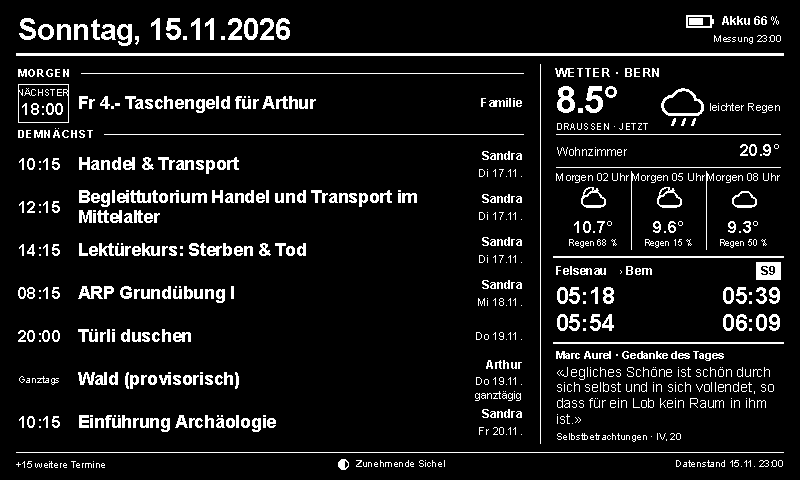 Sonntag, 15.11.2026
Akku 66 %
Messung 23:00
MORGEN
NÄCHSTER
18:00
Fr 4.- Taschengeld für Arthur
Familie
DEMNÄCHST
10:15
Handel & Transport
Sandra
Di 17.11.
12:15
Begleittutorium Handel und Transport im
Mittelalter
Sandra
Di 17.11.
14:15
Lektürekurs: Sterben & Tod
Sandra
Di 17.11.
08:15
ARP Grundübung I
Sandra
Mi 18.11.
20:00
Türli duschen
Do 19.11.
Ganztags
Wald (provisorisch)
Arthur
Do 19.11.
ganztägig
10:15
Einführung Archäologie
Sandra
Fr 20.11.
WETTER · BERN
8.5°
leichter Regen
DRAUSSEN · JETZT
Wohnzimmer
20.9°
Morgen 02 Uhr
Morgen 05 Uhr
Morgen 08 Uhr
10.7°
9.6°
9.3°
Regen 68 %
Regen 15 %
Regen 50 %
Felsenau › Bern
S9
05:18
05:39
05:54
06:09
Marc Aurel · Gedanke des Tages
«Jegliches Schöne ist schön durch
sich selbst und in sich vollendet, so
dass für ein Lob kein Raum in ihm
ist.»
Selbstbetrachtungen · IV, 20
+15 weitere Termine
Zunehmende Sichel
Datenstand 15.11. 23:00